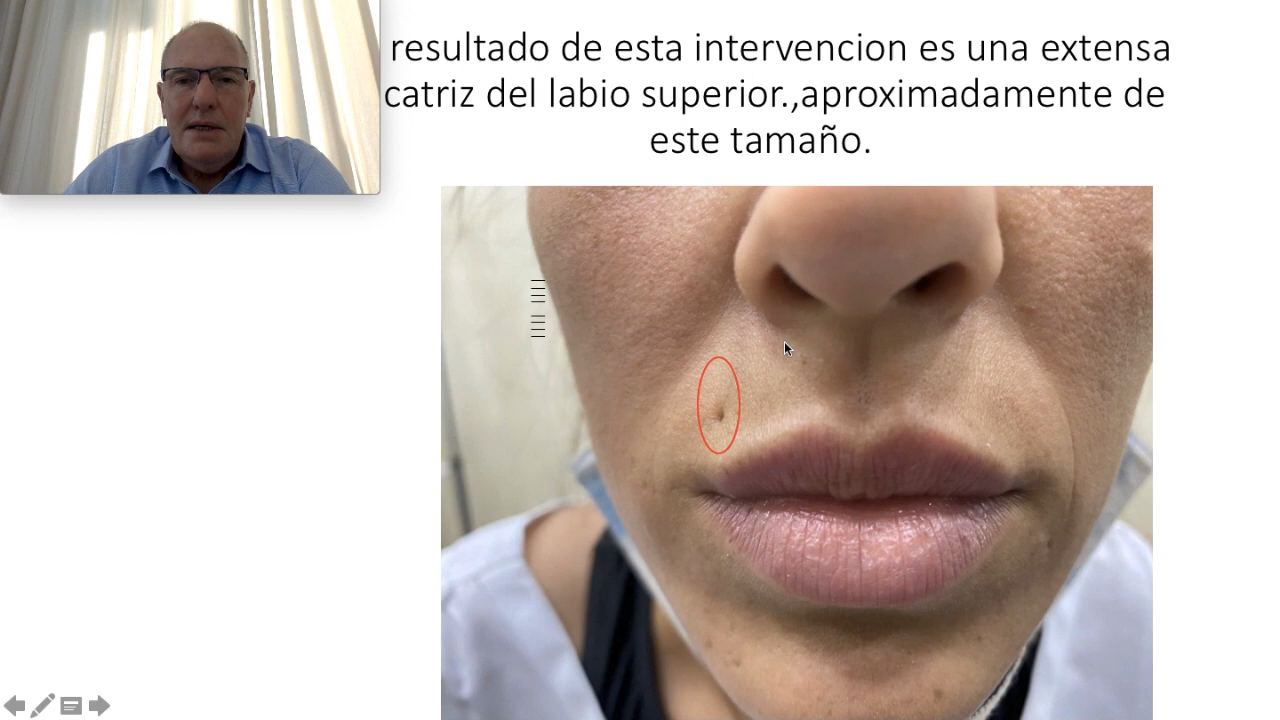 resultado de esta intervencion es una extensa
catriz del labio superior.,aproximadamente de
este tamaño.